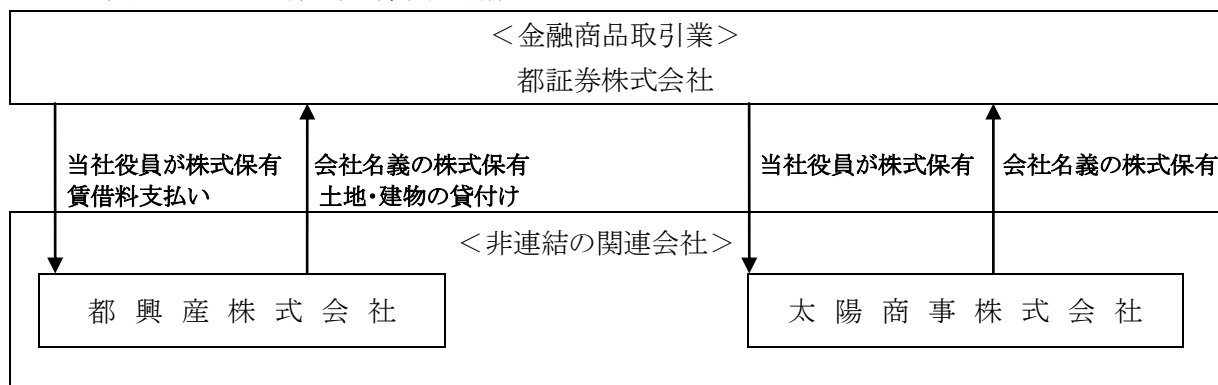 ＜金融商品取引業＞
都証券株式会社
当社役員が株式保有
賃借料支払い
会社名義の株式保有
土地・建物の貸付け
当社役員が株式保有
会社名義の株式保有
＜非連結の関連会社＞
都興産株式会社
太陽商事株式会社